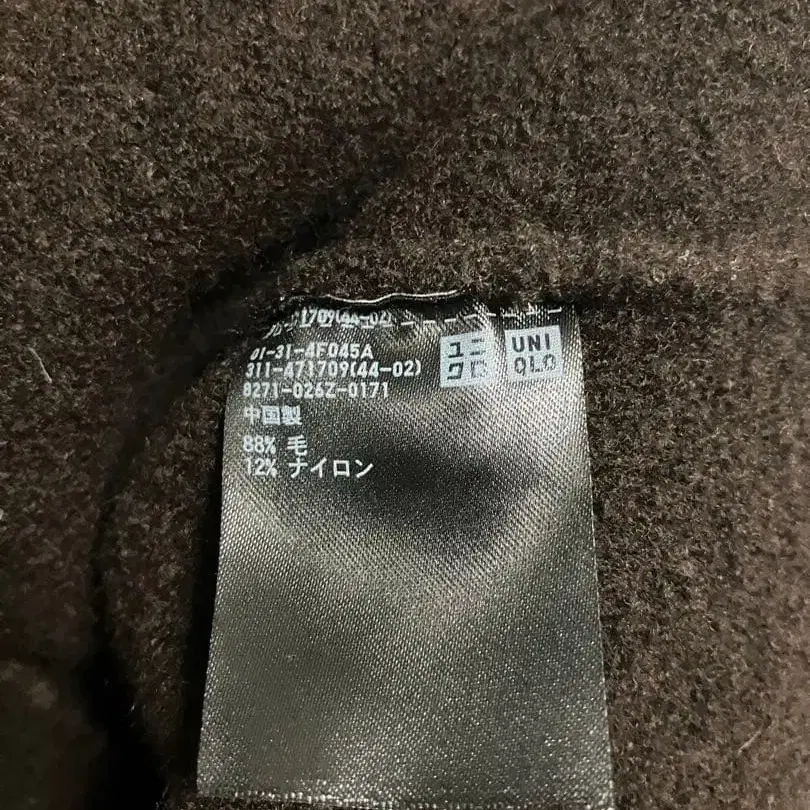 01-31-4F045A
311-471709(44-02)
8271-026Z-0171
中国製
88% 毛
12% ナイロン
ユニ
クロ
UNI
QLO